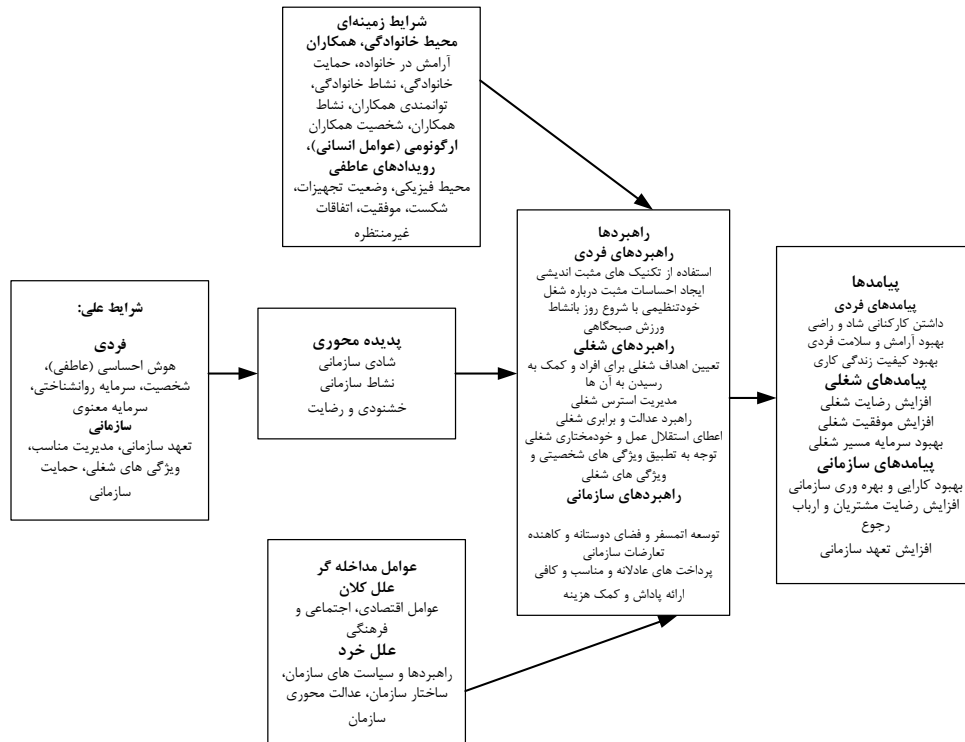 شرایط زمینه‌ای
محیط خانوادگی، همکاران
آرامش در خانواده، حمایت
خانوادگی، نشاط خانوادگی،
توانمندی همکاران، نشاط
همکاران، شخصیت همکاران
ارگونومی (عوامل انسانی)،
رویدادهای عاطفی
محیط فیزیکی، وضعیت تجهیزات،
شکست، موفقیت، اتفاقات
غیرمنتظره
شرایط علی:
فردی
هوش احساسی (عاطفی)،
شخصیت، سرمایه روانشناختی،
سرمایه معنوی
سازمانی
تعهد سازمانی، مدیریت مناسب،
ویژگی های شغلی، حمایت
سازمانی
پدیده محوری
شادی سازمانی
نشاط سازمانی
خشنودی و رضایت
عوامل مداخله گر
علل کلان
عوامل اقتصادی، اجتماعی و
فرهنگی
علل خرد
راهبردها و سیاست های سازمان،
ساختار سازمان، عدالت محوری
سازمان
راهبردها
راهبردهای فردی
استفاده از تکنیک های مثبت اندیشی
ایجاد احساسات مثبت درباره شغل
خودتنظیمی با شروع روز بانشاط
ورزش صبحگاهی
راهبردهای شغلی
تعیین اهداف شغلی برای افراد و کمک به
رسیدن به آن ها
مدیریت استرس شغلی
راهبرد عدالت و برابری شغلی
اعطای استقلال عمل و خودمختاری شغلی
توجه به تطبیق ویژگی های شخصیتی و
ویژگی های شغلی
راهبردهای سازمانی
توسعه اتمسفر و فضای دوستانه و کاهنده
تعارضات سازمانی
پرداخت های عادلانه و مناسب و کافی
ارائه پاداش و کمک هزینه
پیامدها
پیامدهای فردی
داشتن کارکنانی شاد و راضی
بهبود آرامش و سلامت فردی
بهبود کیفیت زندگی کاری
پیامدهای شغلی
افزایش رضایت شغلی
افزایش موفقیت شغلی
بهبود سرمایه مسیر شغلی
پیامدهای سازمانی
بهبود کارایی و بهره وری سازمانی
افزایش رضایت مشتریان و ارباب
رجوع
افزایش تعهد سازمانی